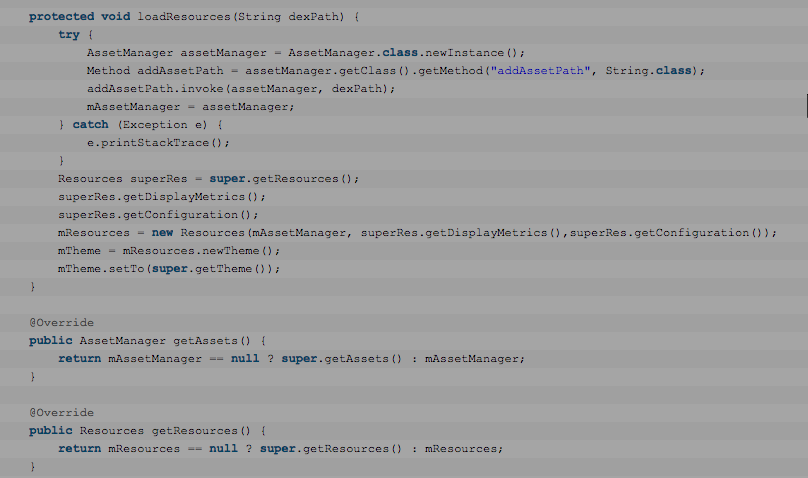 protected void loadResources(String dexPath) {
try {
AssetManager assetManager = AssetManager.class.newInstance();
Method addAssetPath = assetManager.getClass().getMethod("addAssetPath", String.class);
addAssetPath.invoke(assetManager, dexPath);
mAssetManager = assetManager;
} catch (Exception e) {
e.printStackTrace();
}
Resources superRes = super.getResources();
superRes.getDisplayMetrics();
superRes.getConfiguration();
mResources = new Resources(mAssetManager, superRes.getDisplayMetrics(),superRes.getConfiguration());
mTheme = mResources.newTheme();
mTheme.setTo(super.getTheme());
}
@Override
public AssetManager getAssets() {
return mAssetManager == null ? super.getAssets() : mAssetManager;
}
@Override
public Resources getResources() {
return mResources == null ? super.getResources() : mResources;
}